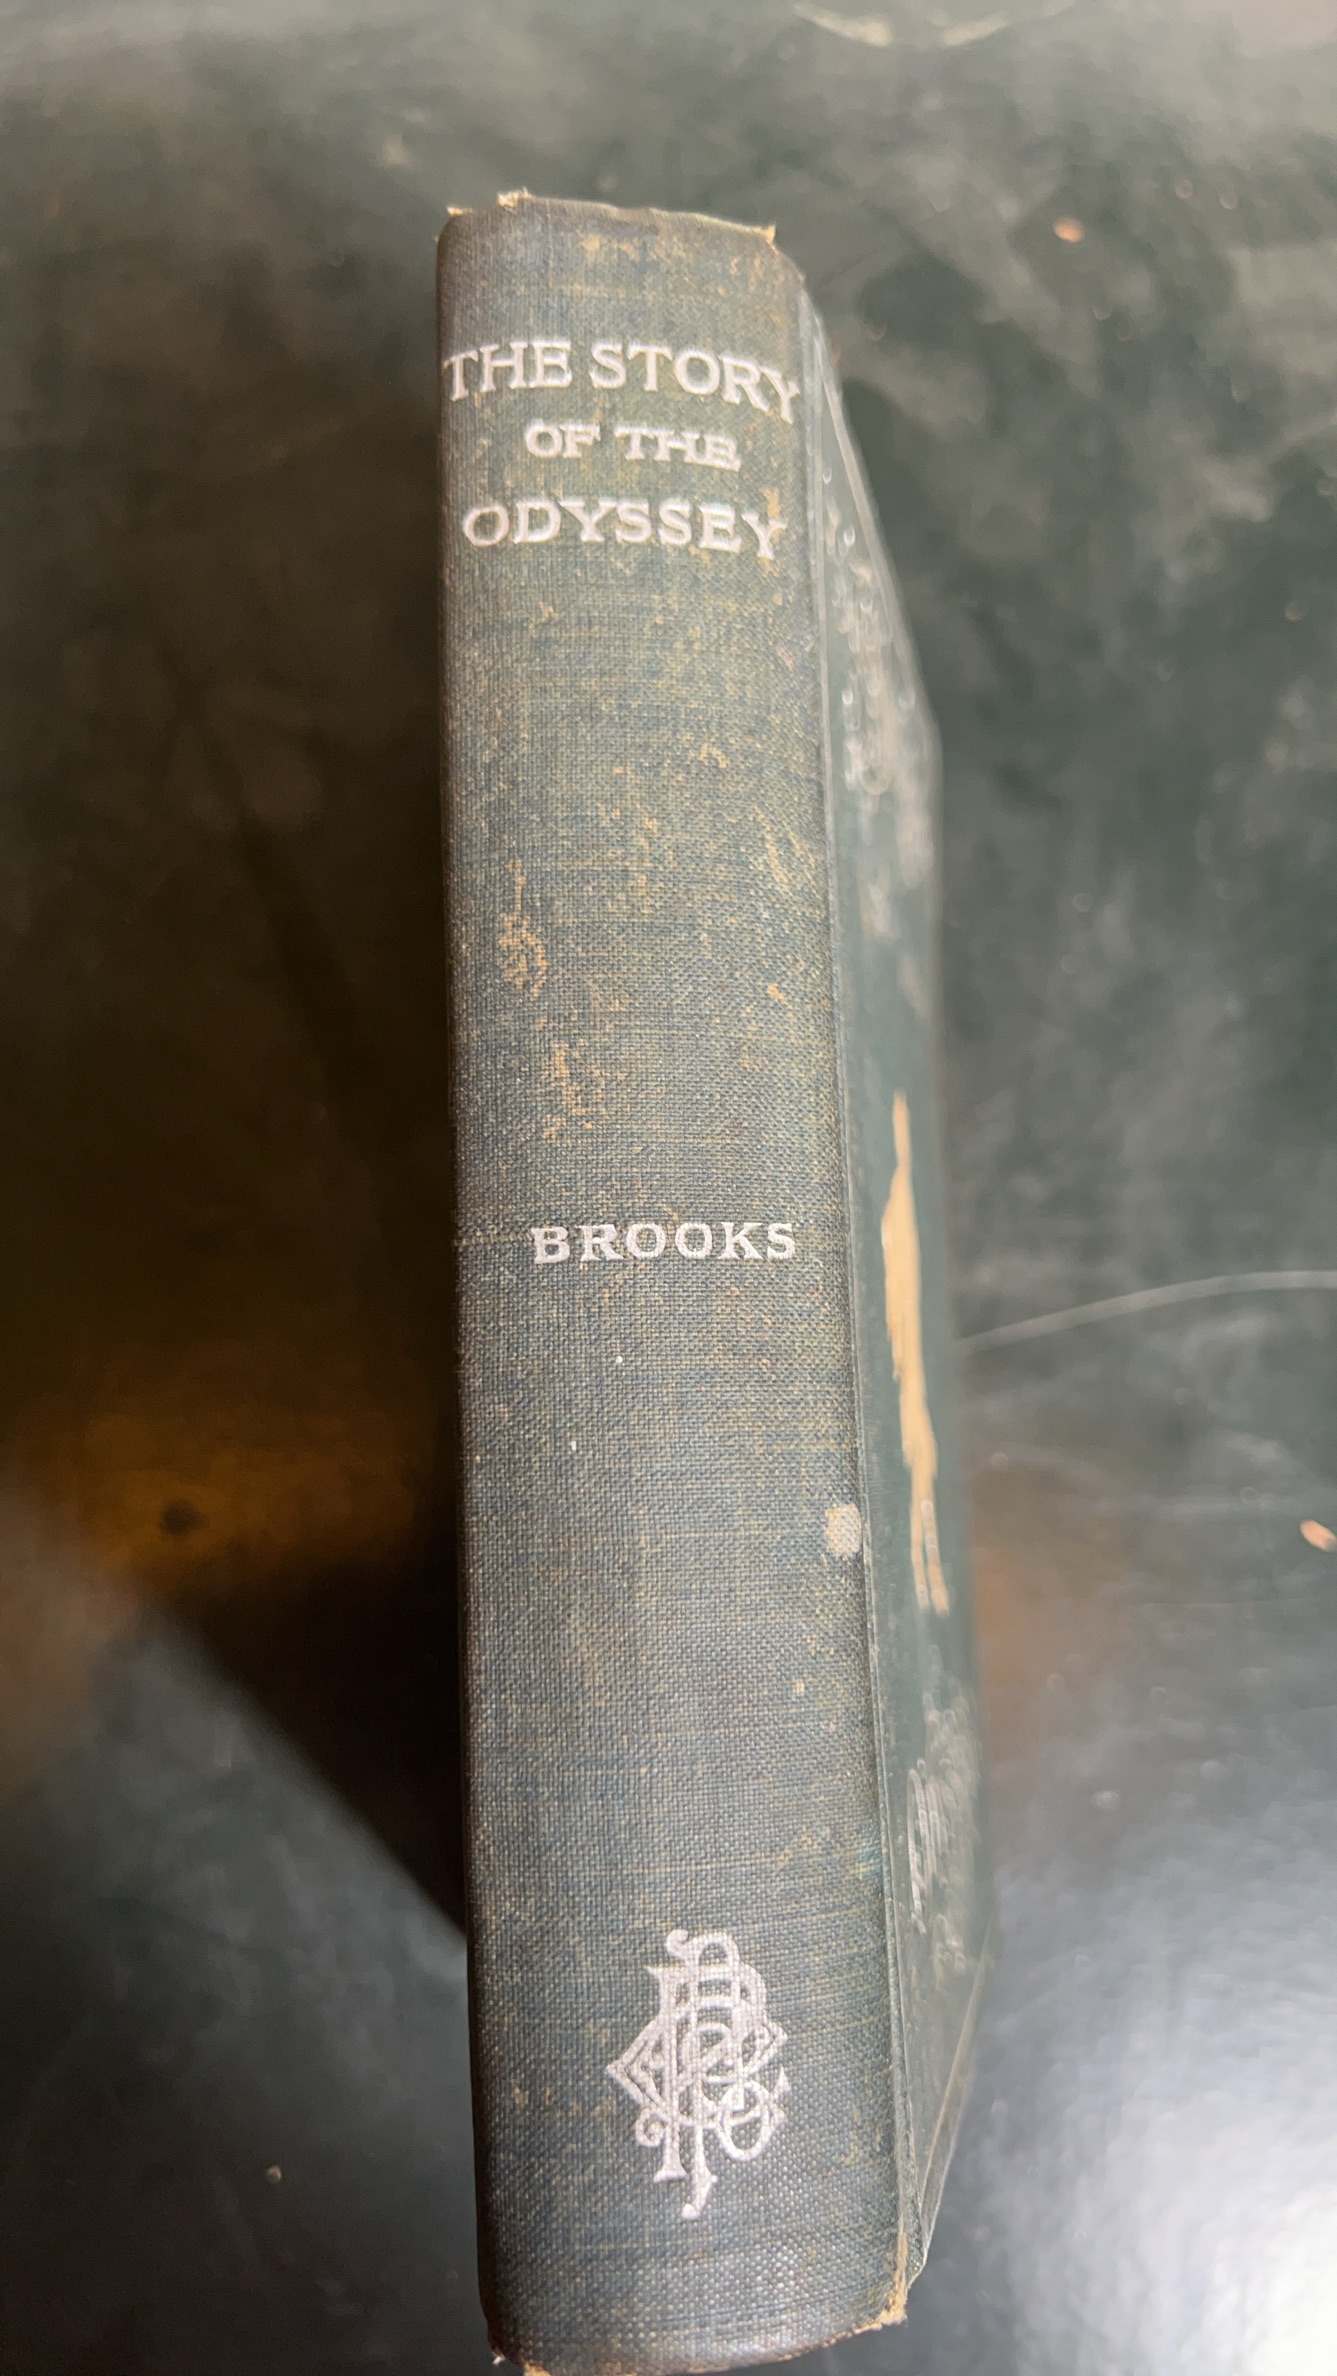 THE STORY
OF THE
ODYSSEY
BROOKS